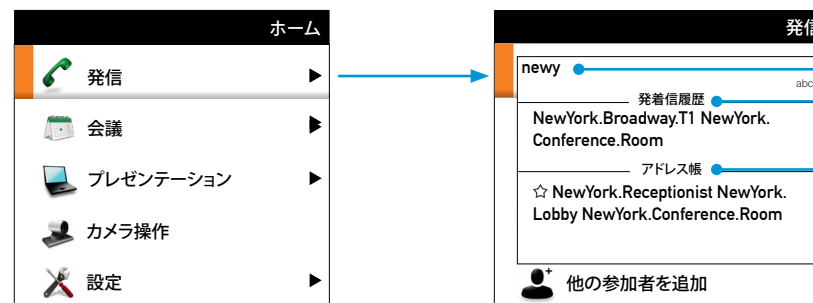 ホーム
発信
会議
プレゼンテーション
カメラ操作
設定
発信
newy
abc
発着信履歴
NewYork.Broadway.T1 NewYork.
Conference.Room
アドレス帳
☆ NewYork.Receptionist NewYork.
Lobby NewYork.Conference.Room
他の参加者を追加